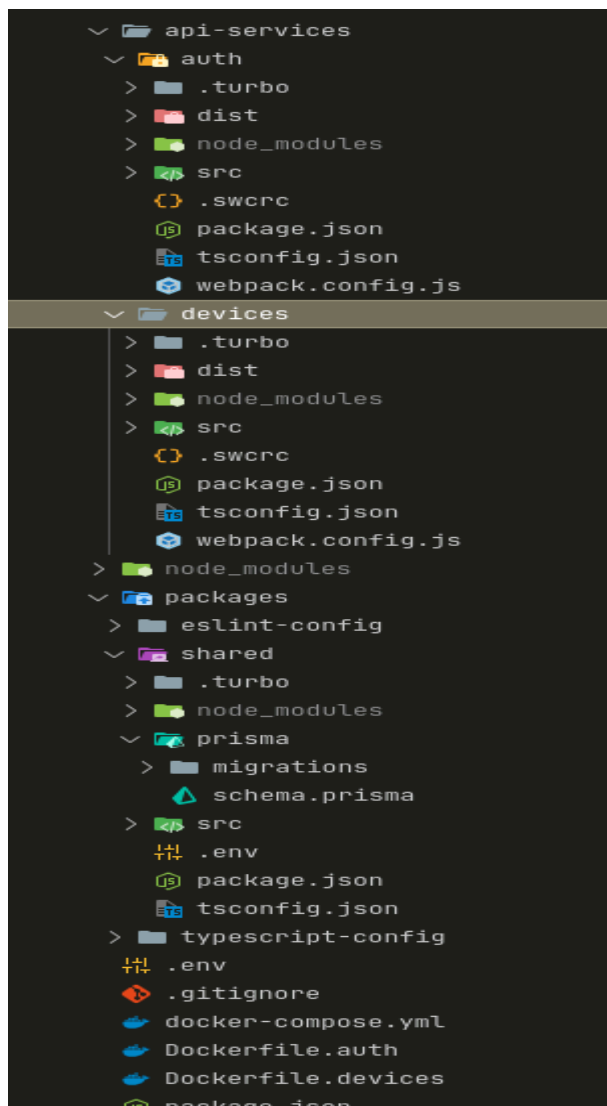 api-services
auth
.turbo
dist
node_modules
src
.swcrc
package.json
tsconfig.json
webpack.config.js
devices
.turbo
dist
node_modules
src
.swcrc
package.json
tsconfig.json
webpack.config.js
node_modules
packages
eslint-config
shared
.turbo
node_modules
prisma
migrations
schema.prisma
src
.env
package.json
tsconfig.json
typescript-config
.env
.gitignore
docker-compose.yml
Dockerfile.auth
Dockerfile.devices
package.json